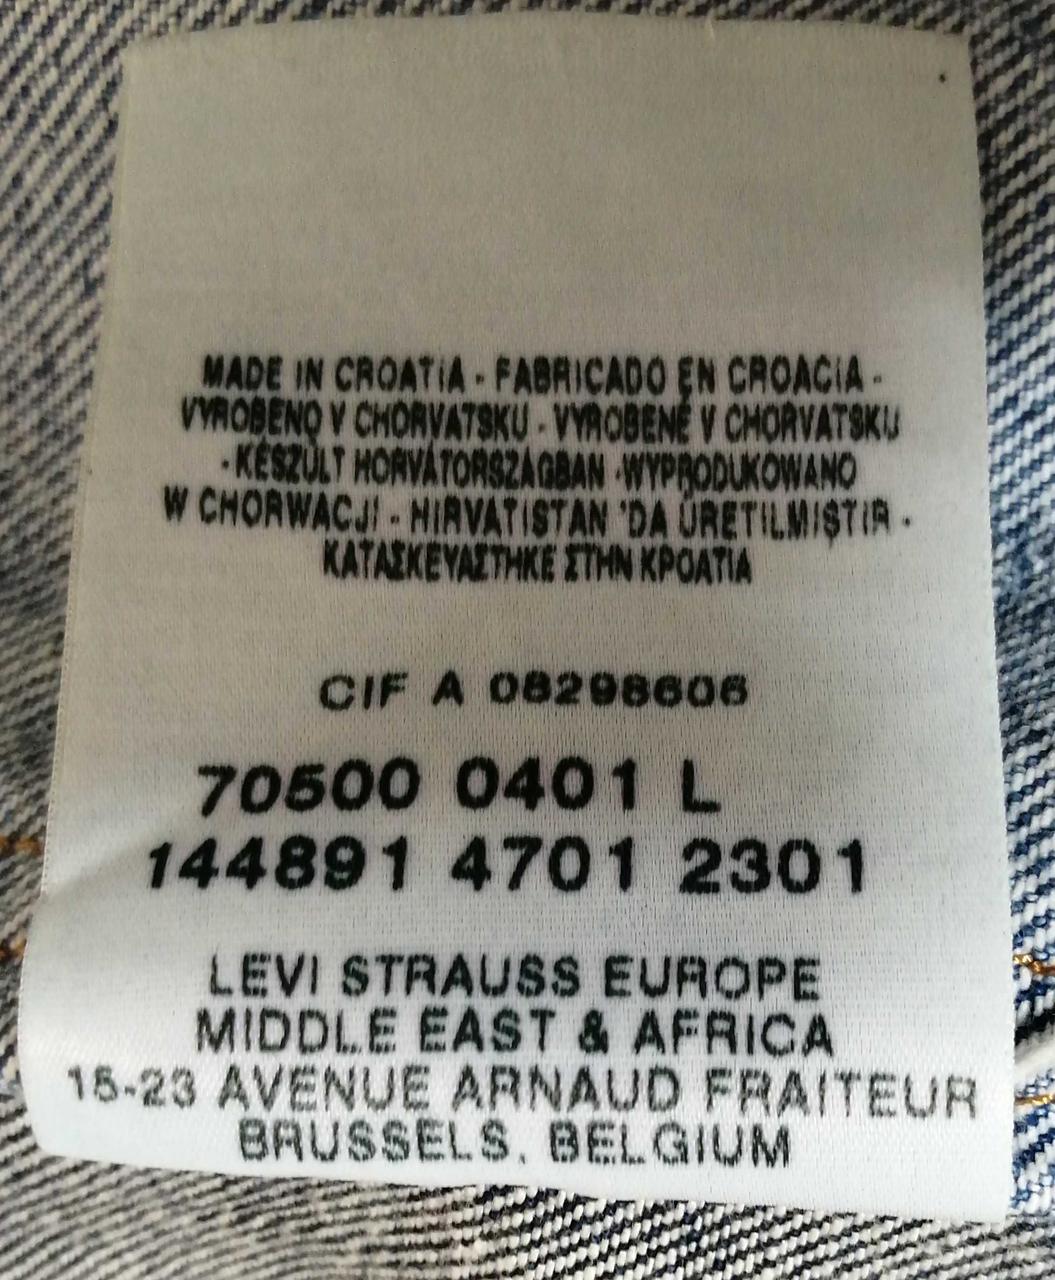 MADE IN CROATIA - FABRICADO EN CROACIA -
VYROBENO V CHORVATSKU - VYROBENÉ V CHORVATSKU
- KÉSZÜLT HORVÁTORSZÁGBAN - WYPRODUKOWANO
W CHORWACJI - HIRVATISTAN 'DA ÜRETILMIŞTIR -
ΚΑΤΑΣΚΕΥΑΣΤΗΚΕ ΣΤΗΝ ΚΡΟΑΤΙΑ
CIF A 08298606
70500 0401 L
144891 4701 2301
LEVI STRAUSS EUROPE
MIDDLE EAST & AFRICA
15-23 AVENUE ARNAUD FRAITEUR
BRUSSELS, BELGIUM